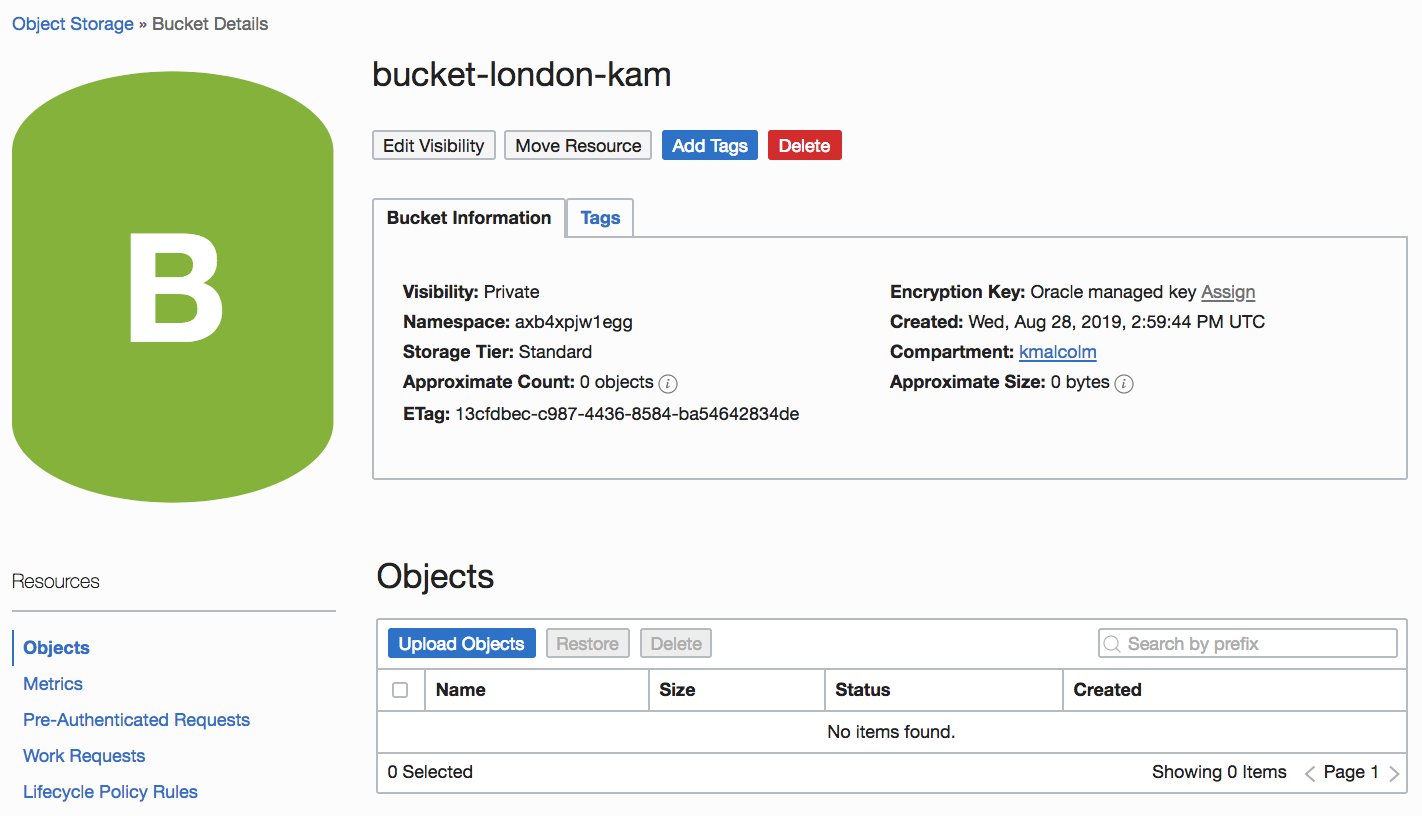 Object Storage » Bucket Details
B
bucket-london-kam
Edit Visibility Move Resource Add Tags Delete
Bucket Information Tags
Visibility: Private
Namespace: axb4xpjw1egg
Storage Tier: Standard
Approximate Count: 0 objects i
ETag: 13cfdbec-c987-4436-8584-ba54642834de
Encryption Key: Oracle managed key Assign
Created: Wed, Aug 28, 2019, 2:59:44 PM UTC
Compartment: kmalcolm
Approximate Size: 0 bytes i
Resources
Objects
Metrics
Pre-Authenticated Requests
Work Requests
Lifecycle Policy Rules
Objects
Upload Objects Restore Delete Search by prefix
Name Size Status Created
No items found.
0 Selected Showing 0 Items < Page 1 >